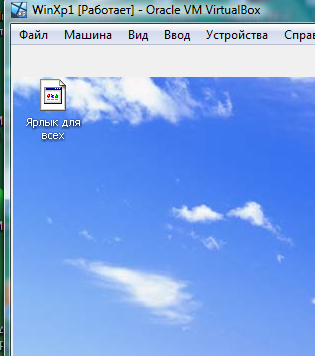 WinXp1 [Работает] - Oracle VM VirtualBox
Файл Машина Вид Ввод Устройства Справ
Ярлык для
всех